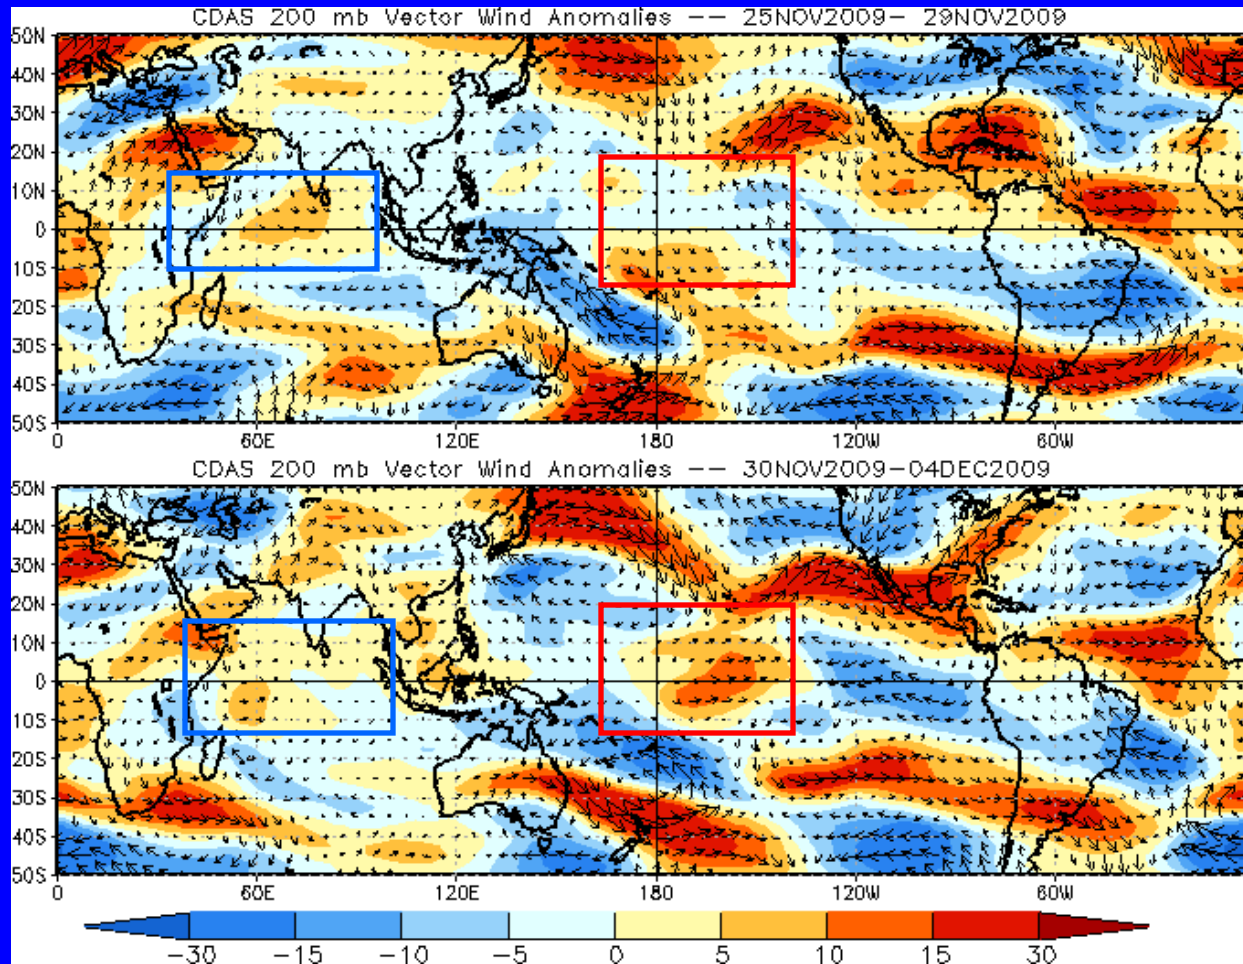 CDAS 200 mb Vector Wind Anomalies -- 25NOV2009- 29NOV2009
50N
40N
30N
20N
10N
0
10S
20S
30S
40S
50S
0 60E 120E 180 120W 60W
CDAS 200 mb Vector Wind Anomalies -- 30NOV2009-04DEC2009
50N
40N
30N
20N
10N
0
10S
20S
30S
40S
50S
0 60E 120E 180 120W 60W
-30 -15 -10 -5 0 5 10 15 30